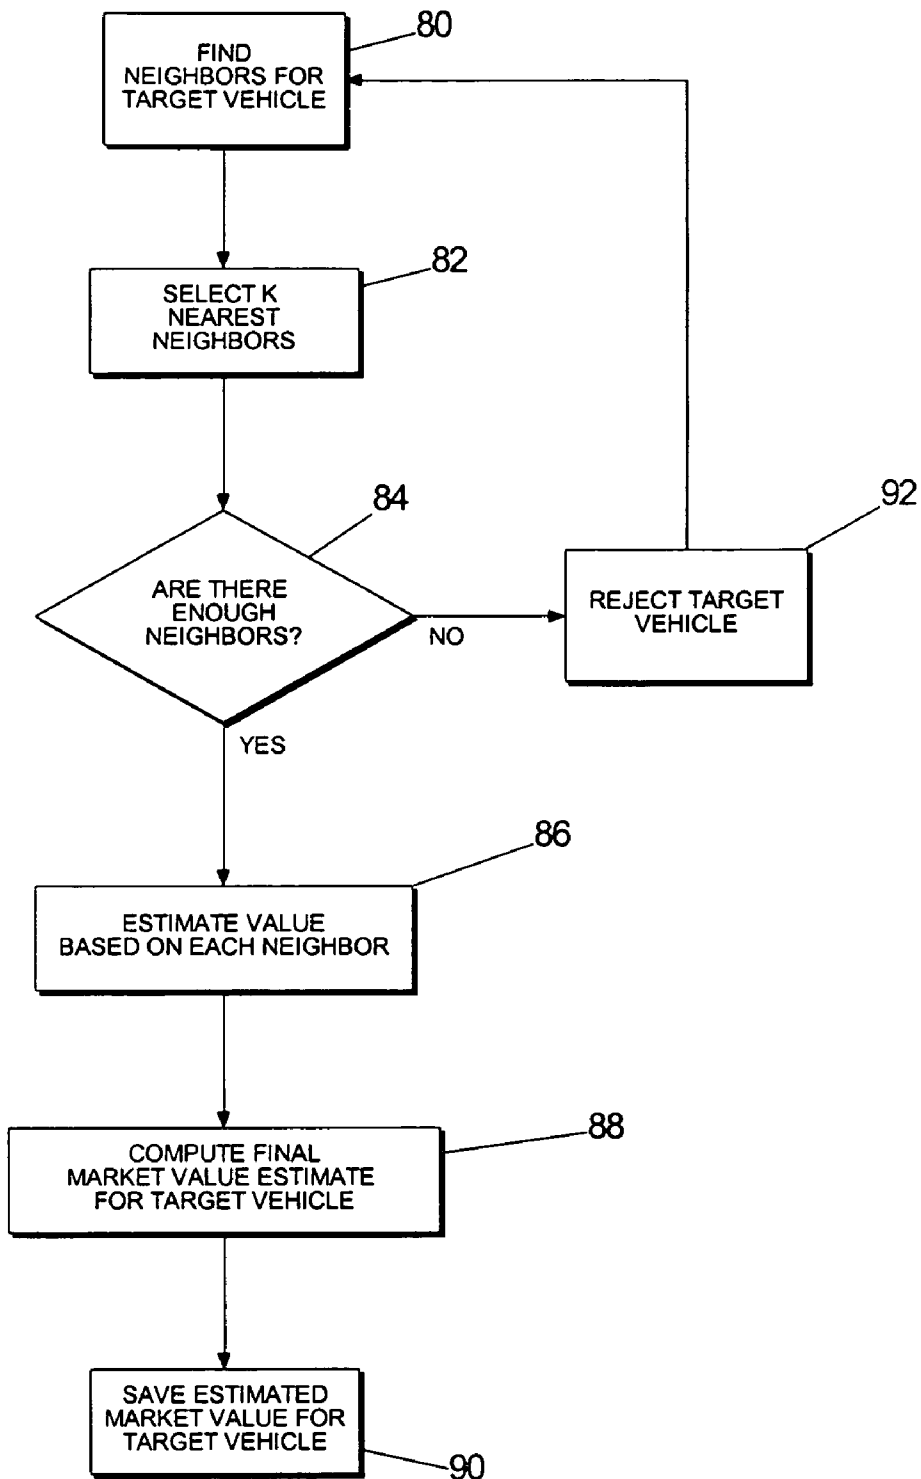 80
FIND
NEIGHBORS FOR
TARGET VEHICLE
82
SELECT K
NEAREST
NEIGHBORS
84
ARE THERE
ENOUGH
NEIGHBORS?
NO
92
REJECT TARGET
VEHICLE
YES
86
ESTIMATE VALUE
BASED ON EACH NEIGHBOR
88
COMPUTE FINAL
MARKET VALUE ESTIMATE
FOR TARGET VEHICLE
SAVE ESTIMATED
MARKET VALUE FOR
TARGET VEHICLE
90